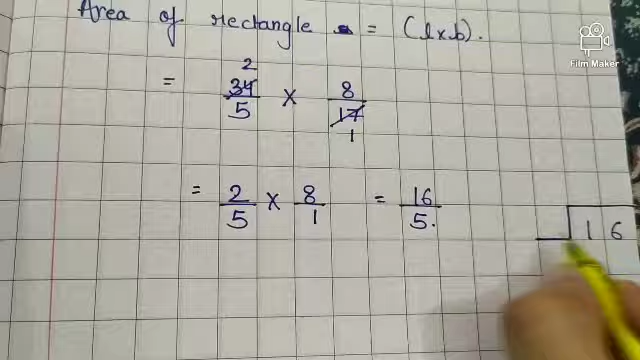 Area of rectangle = (l x b).
2
= 34/5 x 8/17
1
= 2/5 x 8/1 = 16/5.
16
Film Maker